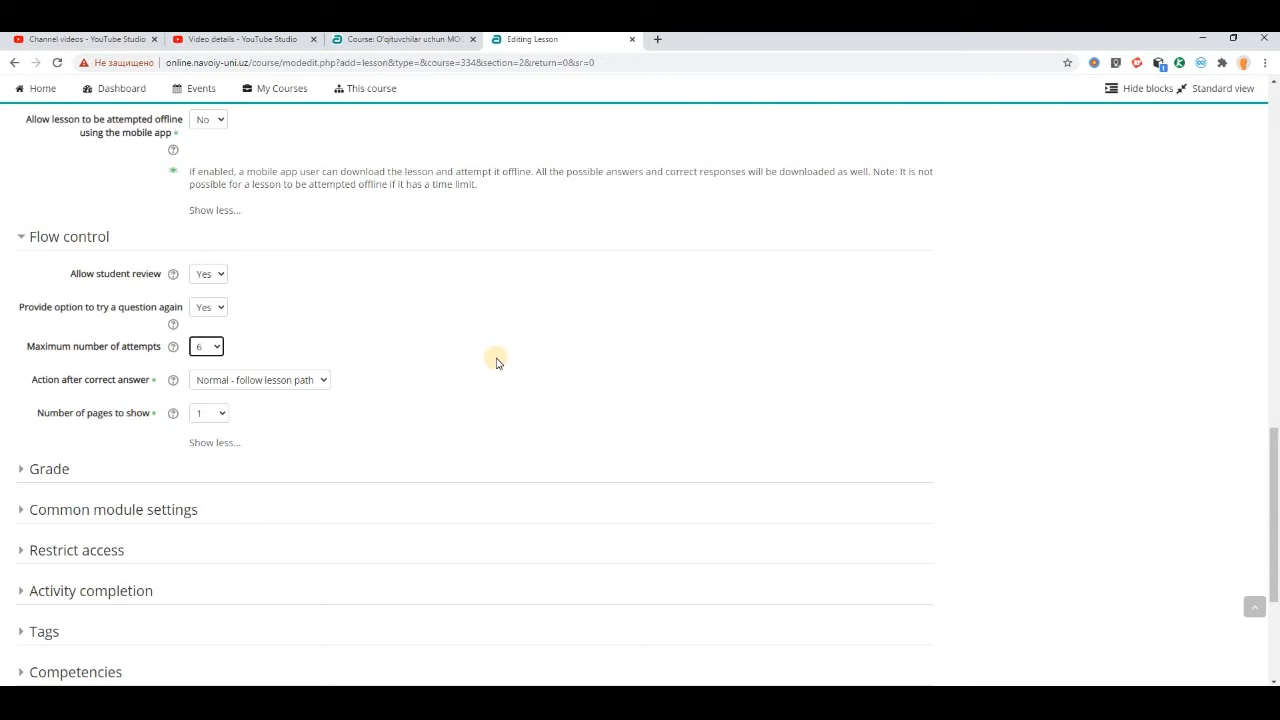 Channel videos - YouTube Studio
Video details - YouTube Studio
Course: O'qituvchilar uchun MO
Editing Lesson
Не защищено
online.navoiy-uni.uz/course/modedit.php?add=lesson&type=&course=334&section=2&return=0&sr=0
Home
Dashboard
Events
My Courses
This course
Hide blocks
Standard view
Allow lesson to be attempted offline
using the mobile app
No
If enabled, a mobile app user can download the lesson and attempt it offline. All the possible answers and correct responses will be downloaded as well. Note: It is not
possible for a lesson to be attempted offline if it has a time limit.
Show less...
Flow control
Allow student review
Yes
Provide option to try a question again
Yes
Maximum number of attempts
6
Action after correct answer
Normal - follow lesson path
Number of pages to show
1
Show less...
Grade
Common module settings
Restrict access
Activity completion
Tags
Competencies